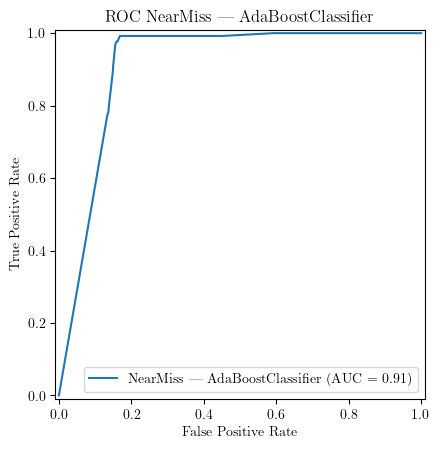 ROC NearMiss — AdaBoostClassifier
1.0
0.8
0.6
0.4
0.2
0.0
True Positive Rate
NearMiss — AdaBoostClassifier (AUC = 0.91)
0.0 0.2 0.4 0.6 0.8 1.0
False Positive Rate